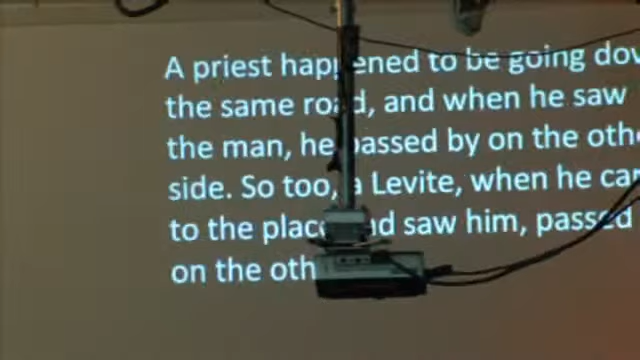 A priest happened to be going
the same road, and when he saw
the man, he passed by on the
side. So too, a Levite, when he
to the place and saw him, passed
on the